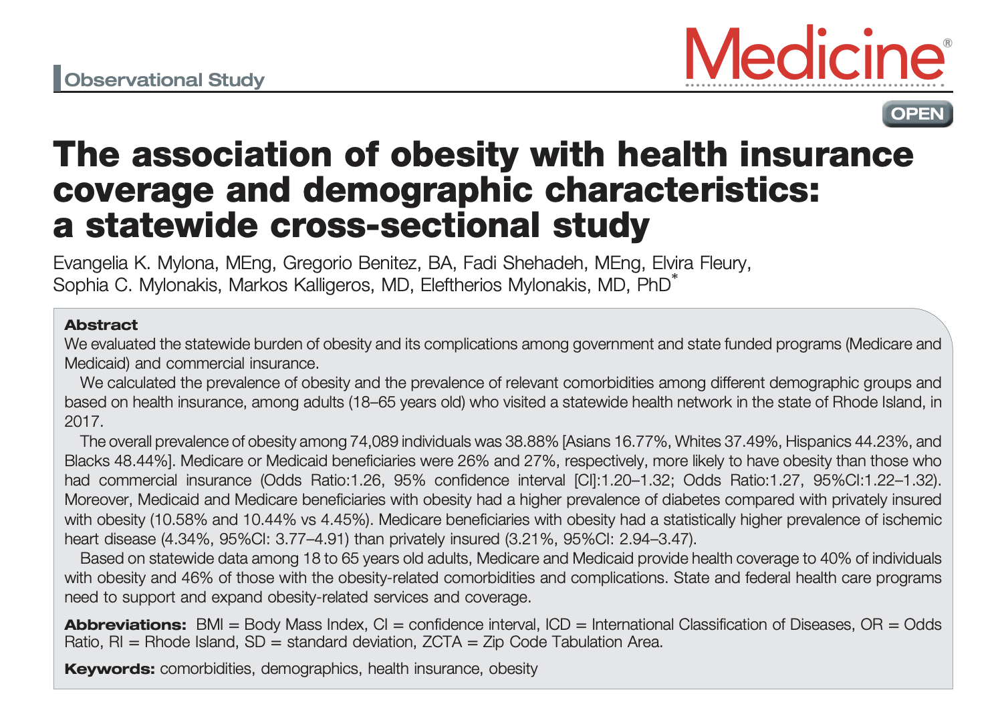 Observational Study
Medicine®
OPEN
The association of obesity with health insurance
coverage and demographic characteristics:
a statewide cross-sectional study
Evangelia K. Mylona, MEng, Gregorio Benitez, BA, Fadi Shehadeh, MEng, Elvira Fleury,
Sophia C. Mylonakis, Markos Kalligeros, MD, Eleftherios Mylonakis, MD, PhD*
Abstract
We evaluated the statewide burden of obesity and its complications among government and state funded programs (Medicare and
Medicaid) and commercial insurance.
We calculated the prevalence of obesity and the prevalence of relevant comorbidities among different demographic groups and
based on health insurance, among adults (18–65 years old) who visited a statewide health network in the state of Rhode Island, in
2017.
The overall prevalence of obesity among 74,089 individuals was 38.88% [Asians 16.77%, Whites 37.49%, Hispanics 44.23%, and
Blacks 48.44%]. Medicare or Medicaid beneficiaries were 26% and 27%, respectively, more likely to have obesity than those who
had commercial insurance (Odds Ratio:1.26, 95% confidence interval [CI]:1.20–1.32; Odds Ratio:1.27, 95%CI:1.22–1.32).
Moreover, Medicaid and Medicare beneficiaries with obesity had a higher prevalence of diabetes compared with privately insured
with obesity (10.58% and 10.44% vs 4.45%). Medicare beneficiaries with obesity had a statistically higher prevalence of ischemic
heart disease (4.34%, 95%CI: 3.77–4.91) than privately insured (3.21%, 95%CI: 2.94–3.47).
Based on statewide data among 18 to 65 years old adults, Medicare and Medicaid provide health coverage to 40% of individuals
with obesity and 46% of those with the obesity-related comorbidities and complications. State and federal health care programs
need to support and expand obesity-related services and coverage.
Abbreviations: BMI = Body Mass Index, CI = confidence interval, ICD = International Classification of Diseases, OR = Odds
Ratio, RI = Rhode Island, SD = standard deviation, ZCTA = Zip Code Tabulation Area.
Keywords: comorbidities, demographics, health insurance, obesity